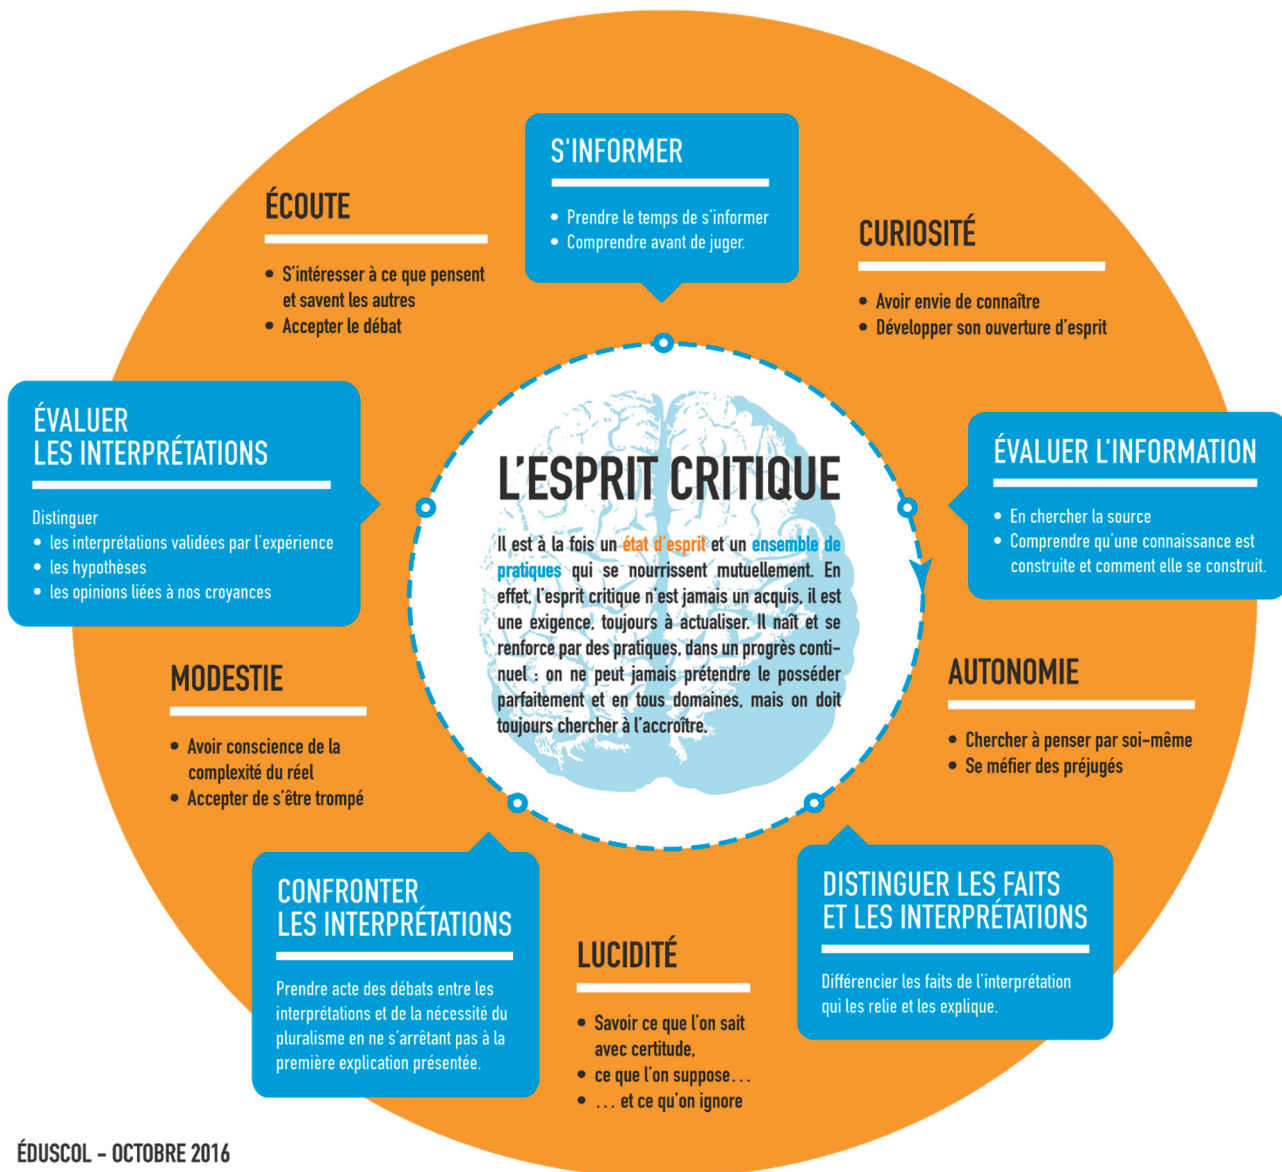 S'INFORMER
• Prendre le temps de s'informer
• Comprendre avant de juger.
CURIOSITÉ
• Avoir envie de connaître
• Développer son ouverture d'esprit
ÉVALUER L'INFORMATION
• En chercher la source
• Comprendre qu'une connaissance est
construite et comment elle se construit.
AUTONOMIE
• Chercher à penser par soi-même
• Se méfier des préjugés
DISTINGUER LES FAITS
ET LES INTERPRÉTATIONS
Différencier les faits de l'interprétation
qui les relie et les explique.
LUCIDITÉ
• Savoir ce que l'on sait
avec certitude,
• ce que l'on suppose...
• ... et ce qu'on ignore
CONFRONTER
LES INTERPRÉTATIONS
Prendre acte des débats entre les
interprétations et de la nécessité du
pluralisme en ne s'arrêtant pas à la
première explication présentée.
MODESTIE
• Avoir conscience de la
complexité du réel
• Accepter de s'être trompé
ÉVALUER
LES INTERPRÉTATIONS
Distinguer
• les interprétations validées par l'expérience
• les hypothèses
• les opinions liées à nos croyances
ÉCOUTE
• S'intéresser à ce que pensent
et savent les autres
• Accepter le débat
L'ESPRIT CRITIQUE
Il est à la fois un état d'esprit et un ensemble de
pratiques qui se nourrissent mutuellement. En
effet, l'esprit critique n'est jamais un acquis, il est
une exigence, toujours à actualiser. Il naît et se
renforce par des pratiques, dans un progrès conti-
nuel : on ne peut jamais prétendre le posséder
parfaitement et en tous domaines, mais on doit
toujours chercher à l'accroître.
ÉDUSCOL - OCTOBRE 2016